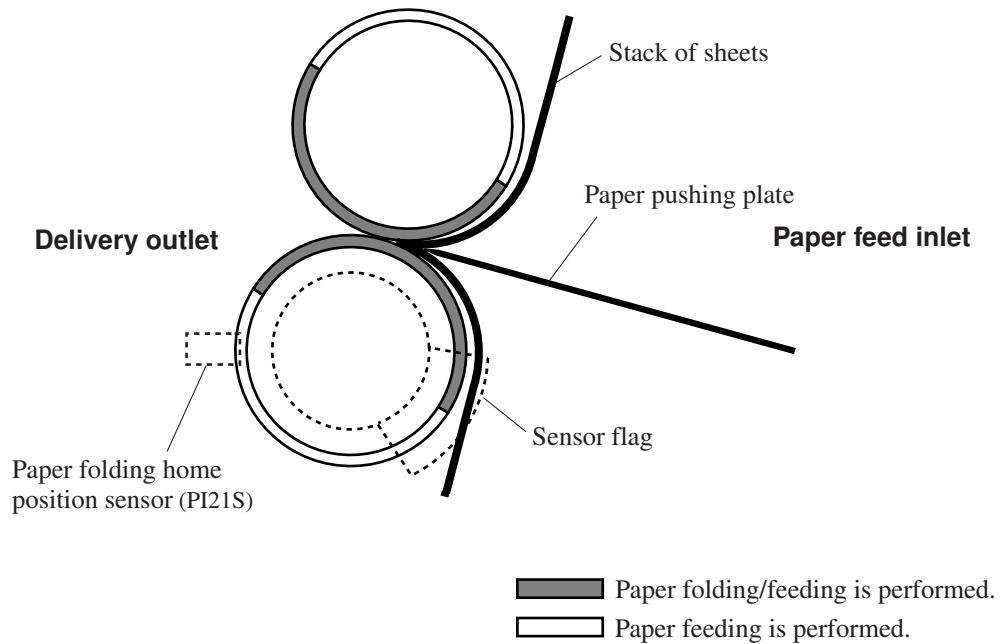 Stack of sheets
Paper pushing plate
Delivery outlet
Paper feed inlet
Sensor flag
Paper folding home
position sensor (PI21S)
Paper folding/feeding is performed.
Paper feeding is performed.